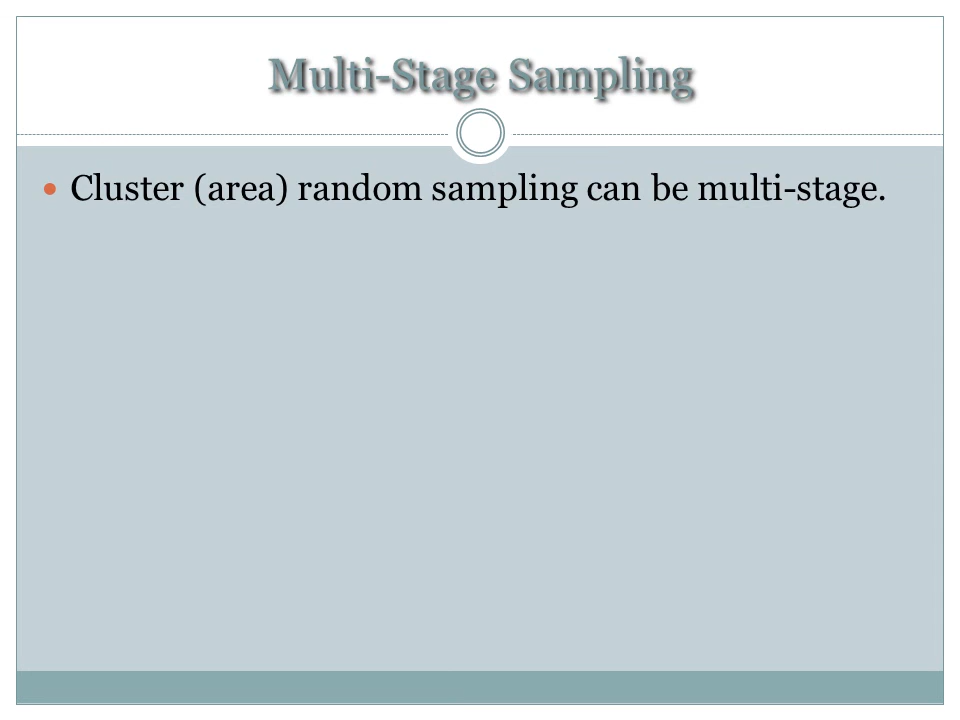 Multi-Stage Sampling
• Cluster (area) random sampling can be multi-stage.